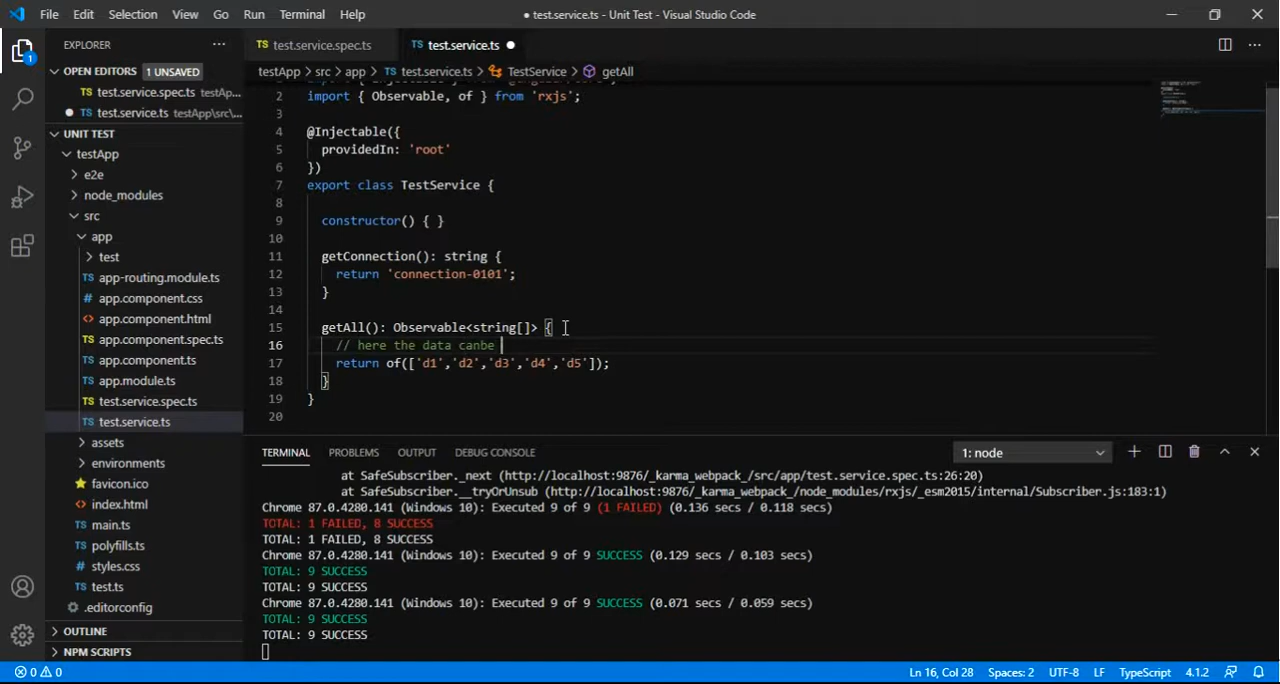 File Edit Selection View Go Run Terminal Help ● test.service.ts - Unit Test - Visual Studio Code
EXPLORER ···
TS test.service.spec.ts TS test.service.ts ●
testApp > src > app > TS test.service.ts > TestService > getAll
OPEN EDITORS 1 UNSAVED
TS test.service.spec.ts testAp...
● TS test.service.ts testApp\src\...
UNIT TEST
testApp
e2e
node_modules
src
app
test
TS app-routing.module.ts
app.component.css
app.component.html
TS app.component.spec.ts
TS app.component.ts
TS app.module.ts
TS test.service.spec.ts
TS test.service.ts
assets
environments
favicon.ico
index.html
TS main.ts
TS polyfills.ts
styles.css
TS test.ts
.editorconfig
OUTLINE
NPM SCRIPTS
2 import { Observable, of } from 'rxjs';
3
4 @Injectable({
5 providedIn: 'root'
6 })
7 export class TestService {
8
9 constructor() { }
10
11 getConnection(): string {
12 return 'connection-0101';
13 }
14
15 getAll(): Observable<string[]> {
16 // here the data canbe
17 return of(['d1','d2','d3','d4','d5']);
18 }
19 }
20
TERMINAL PROBLEMS OUTPUT DEBUG CONSOLE 1: node
at SafeSubscriber._next (http://localhost:9876/_karma_webpack_/src/app/test.service.spec.ts:26:20)
at SafeSubscriber.__tryOrUnsub (http://localhost:9876/_karma_webpack_/node_modules/rxjs/_esm2015/internal/Subscriber.js:183:1)
Chrome 87.0.4280.141 (Windows 10): Executed 9 of 9 (1 FAILED) (0.136 secs / 0.118 secs)
TOTAL: 1 FAILED, 8 SUCCESS
TOTAL: 1 FAILED, 8 SUCCESS
Chrome 87.0.4280.141 (Windows 10): Executed 9 of 9 SUCCESS (0.129 secs / 0.103 secs)
TOTAL: 9 SUCCESS
TOTAL: 9 SUCCESS
Chrome 87.0.4280.141 (Windows 10): Executed 9 of 9 SUCCESS (0.071 secs / 0.059 secs)
TOTAL: 9 SUCCESS
TOTAL: 9 SUCCESS
0 0 Ln 16, Col 28 Spaces: 2 UTF-8 LF TypeScript 4.1.2